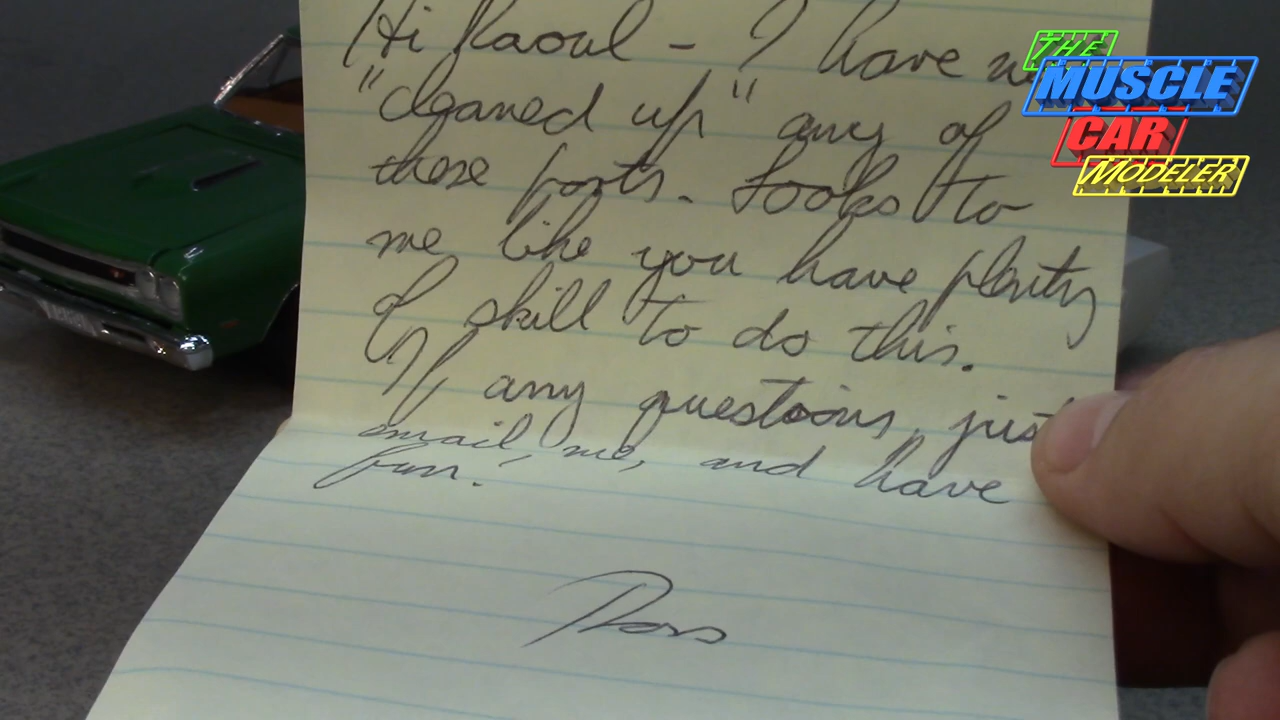 Hi Raoul - I have
"cleaned up" any of
these parts. Looks to
me like you have plenty
of skill to do this.
If any questions, just
email me, and have
fun.
Ross
THE
MUSCLE
CAR
MODELER